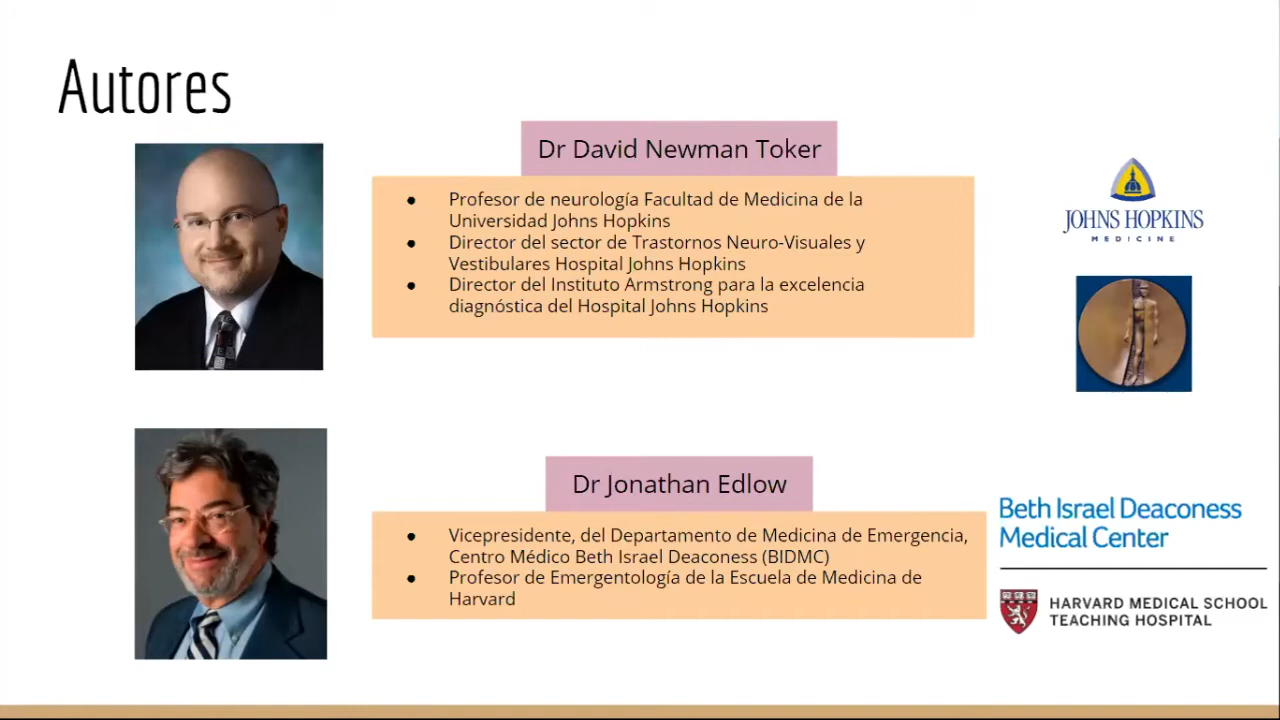 Autores
Dr David Newman Toker
● Profesor de neurología Facultad de Medicina de la
Universidad Johns Hopkins
● Director del sector de Trastornos Neuro-Visuales y
Vestibulares Hospital Johns Hopkins
● Director del Instituto Armstrong para la excelencia
diagnóstica del Hospital Johns Hopkins
JOHNS HOPKINS
MEDICINE
Dr Jonathan Edlow
● Vicepresidente, del Departamento de Medicina de Emergencia,
Centro Médico Beth Israel Deaconess (BIDMC)
● Profesor de Emergentología de la Escuela de Medicina de
Harvard
Beth Israel Deaconess
Medical Center
HARVARD MEDICAL SCHOOL
TEACHING HOSPITAL